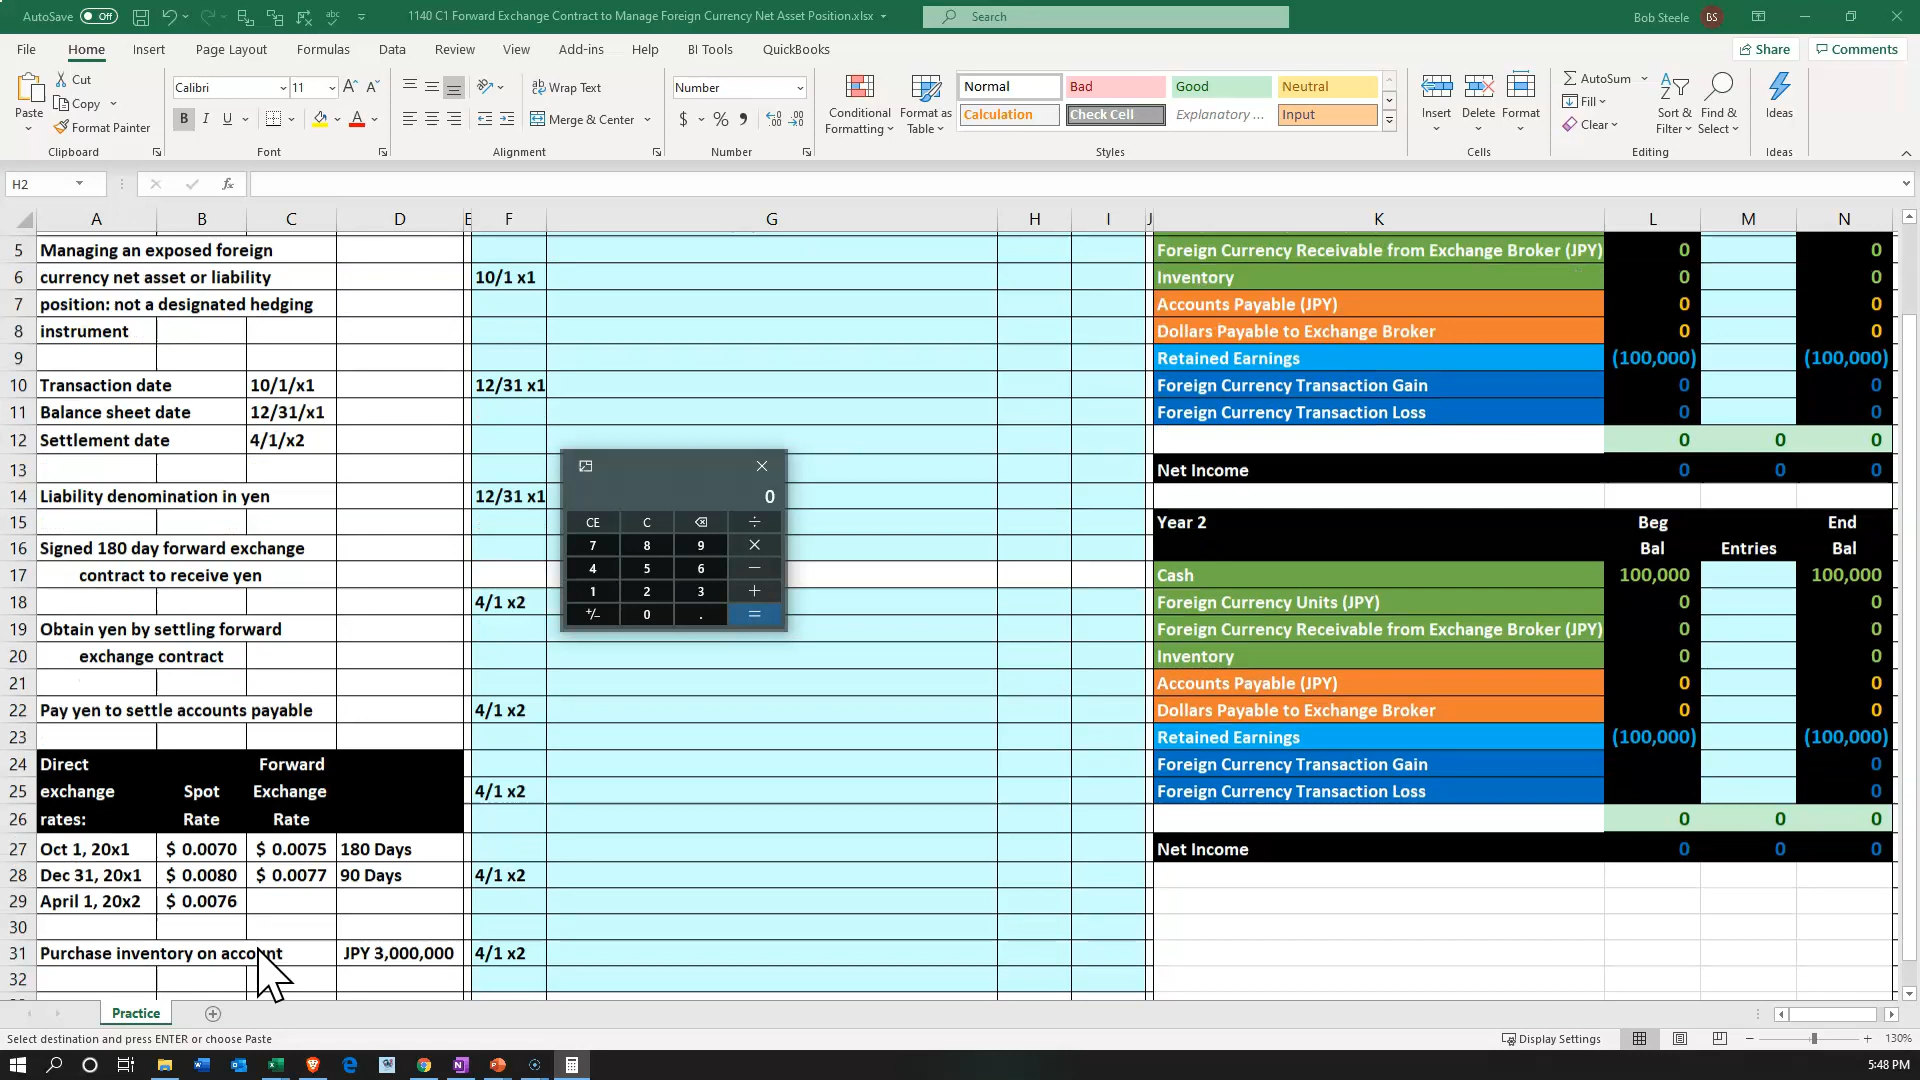 AutoSave Off
1140 C1 Forward Exchange Contract to Manage Foreign Currency Net Asset Position.xlsx
Search
Bob Steele BS
File Home Insert Page Layout Formulas Data Review View Add-ins Help BI Tools QuickBooks
Share Comments
Paste Cut Copy Format Painter
Calibri 11
B I U
Wrap Text
Merge & Center
Number
$ % 9
Conditional Formatting
Format as Table
Normal Bad Good Neutral
Calculation Check Cell Explanatory ... Input
Insert Delete Format
AutoSum Fill Clear
Sort & Filter
Find & Select
Ideas
Clipboard Font Alignment Number Styles Cells Editing Ideas
H2 fx
A B C D E F G H I J K L M N
5 Managing an exposed foreign Foreign Currency Receivable from Exchange Broker (JPY) 0 0
6 currency net asset or liability 10/1 x1 Inventory 0 0
7 position: not a designated hedging Accounts Payable (JPY) 0 0
8 instrument Dollars Payable to Exchange Broker 0 0
9 Retained Earnings (100,000) (100,000)
10 Transaction date 10/1/x1 12/31 x1 Foreign Currency Transaction Gain 0 0
11 Balance sheet date 12/31/x1 Foreign Currency Transaction Loss 0 0
12 Settlement date 4/1/x2 0 0 0
13 Net Income 0 0 0
14 Liability denomination in yen 12/31 x1
15 Year 2 Beg End
16 Signed 180 day forward exchange Bal Entries Bal
17 contract to receive yen Cash 100,000 100,000
18 4/1 x2 Foreign Currency Units (JPY) 0 0
19 Obtain yen by settling forward Foreign Currency Receivable from Exchange Broker (JPY) 0 0
20 exchange contract Inventory 0 0
21 Accounts Payable (JPY) 0 0
22 Pay yen to settle accounts payable 4/1 x2 Dollars Payable to Exchange Broker 0 0
23 Retained Earnings (100,000) (100,000)
24 Direct Forward Foreign Currency Transaction Gain 0
25 exchange Spot Exchange 4/1 x2 Foreign Currency Transaction Loss 0
26 rates: Rate Rate 0 0 0
27 Oct 1, 20x1 $ 0.0070 $ 0.0075 180 Days Net Income 0 0 0
28 Dec 31, 20x1 $ 0.0080 $ 0.0077 90 Days 4/1 x2
29 April 1, 20x2 $ 0.0076
30
31 Purchase inventory on account JPY 3,000,000 4/1 x2
32
0
CE C ÷
7 8 9 ×
4 5 6 −
1 2 3 +
+/− 0 . =
Practice
Select destination and press ENTER or choose Paste
Display Settings
130%
5:48 PM